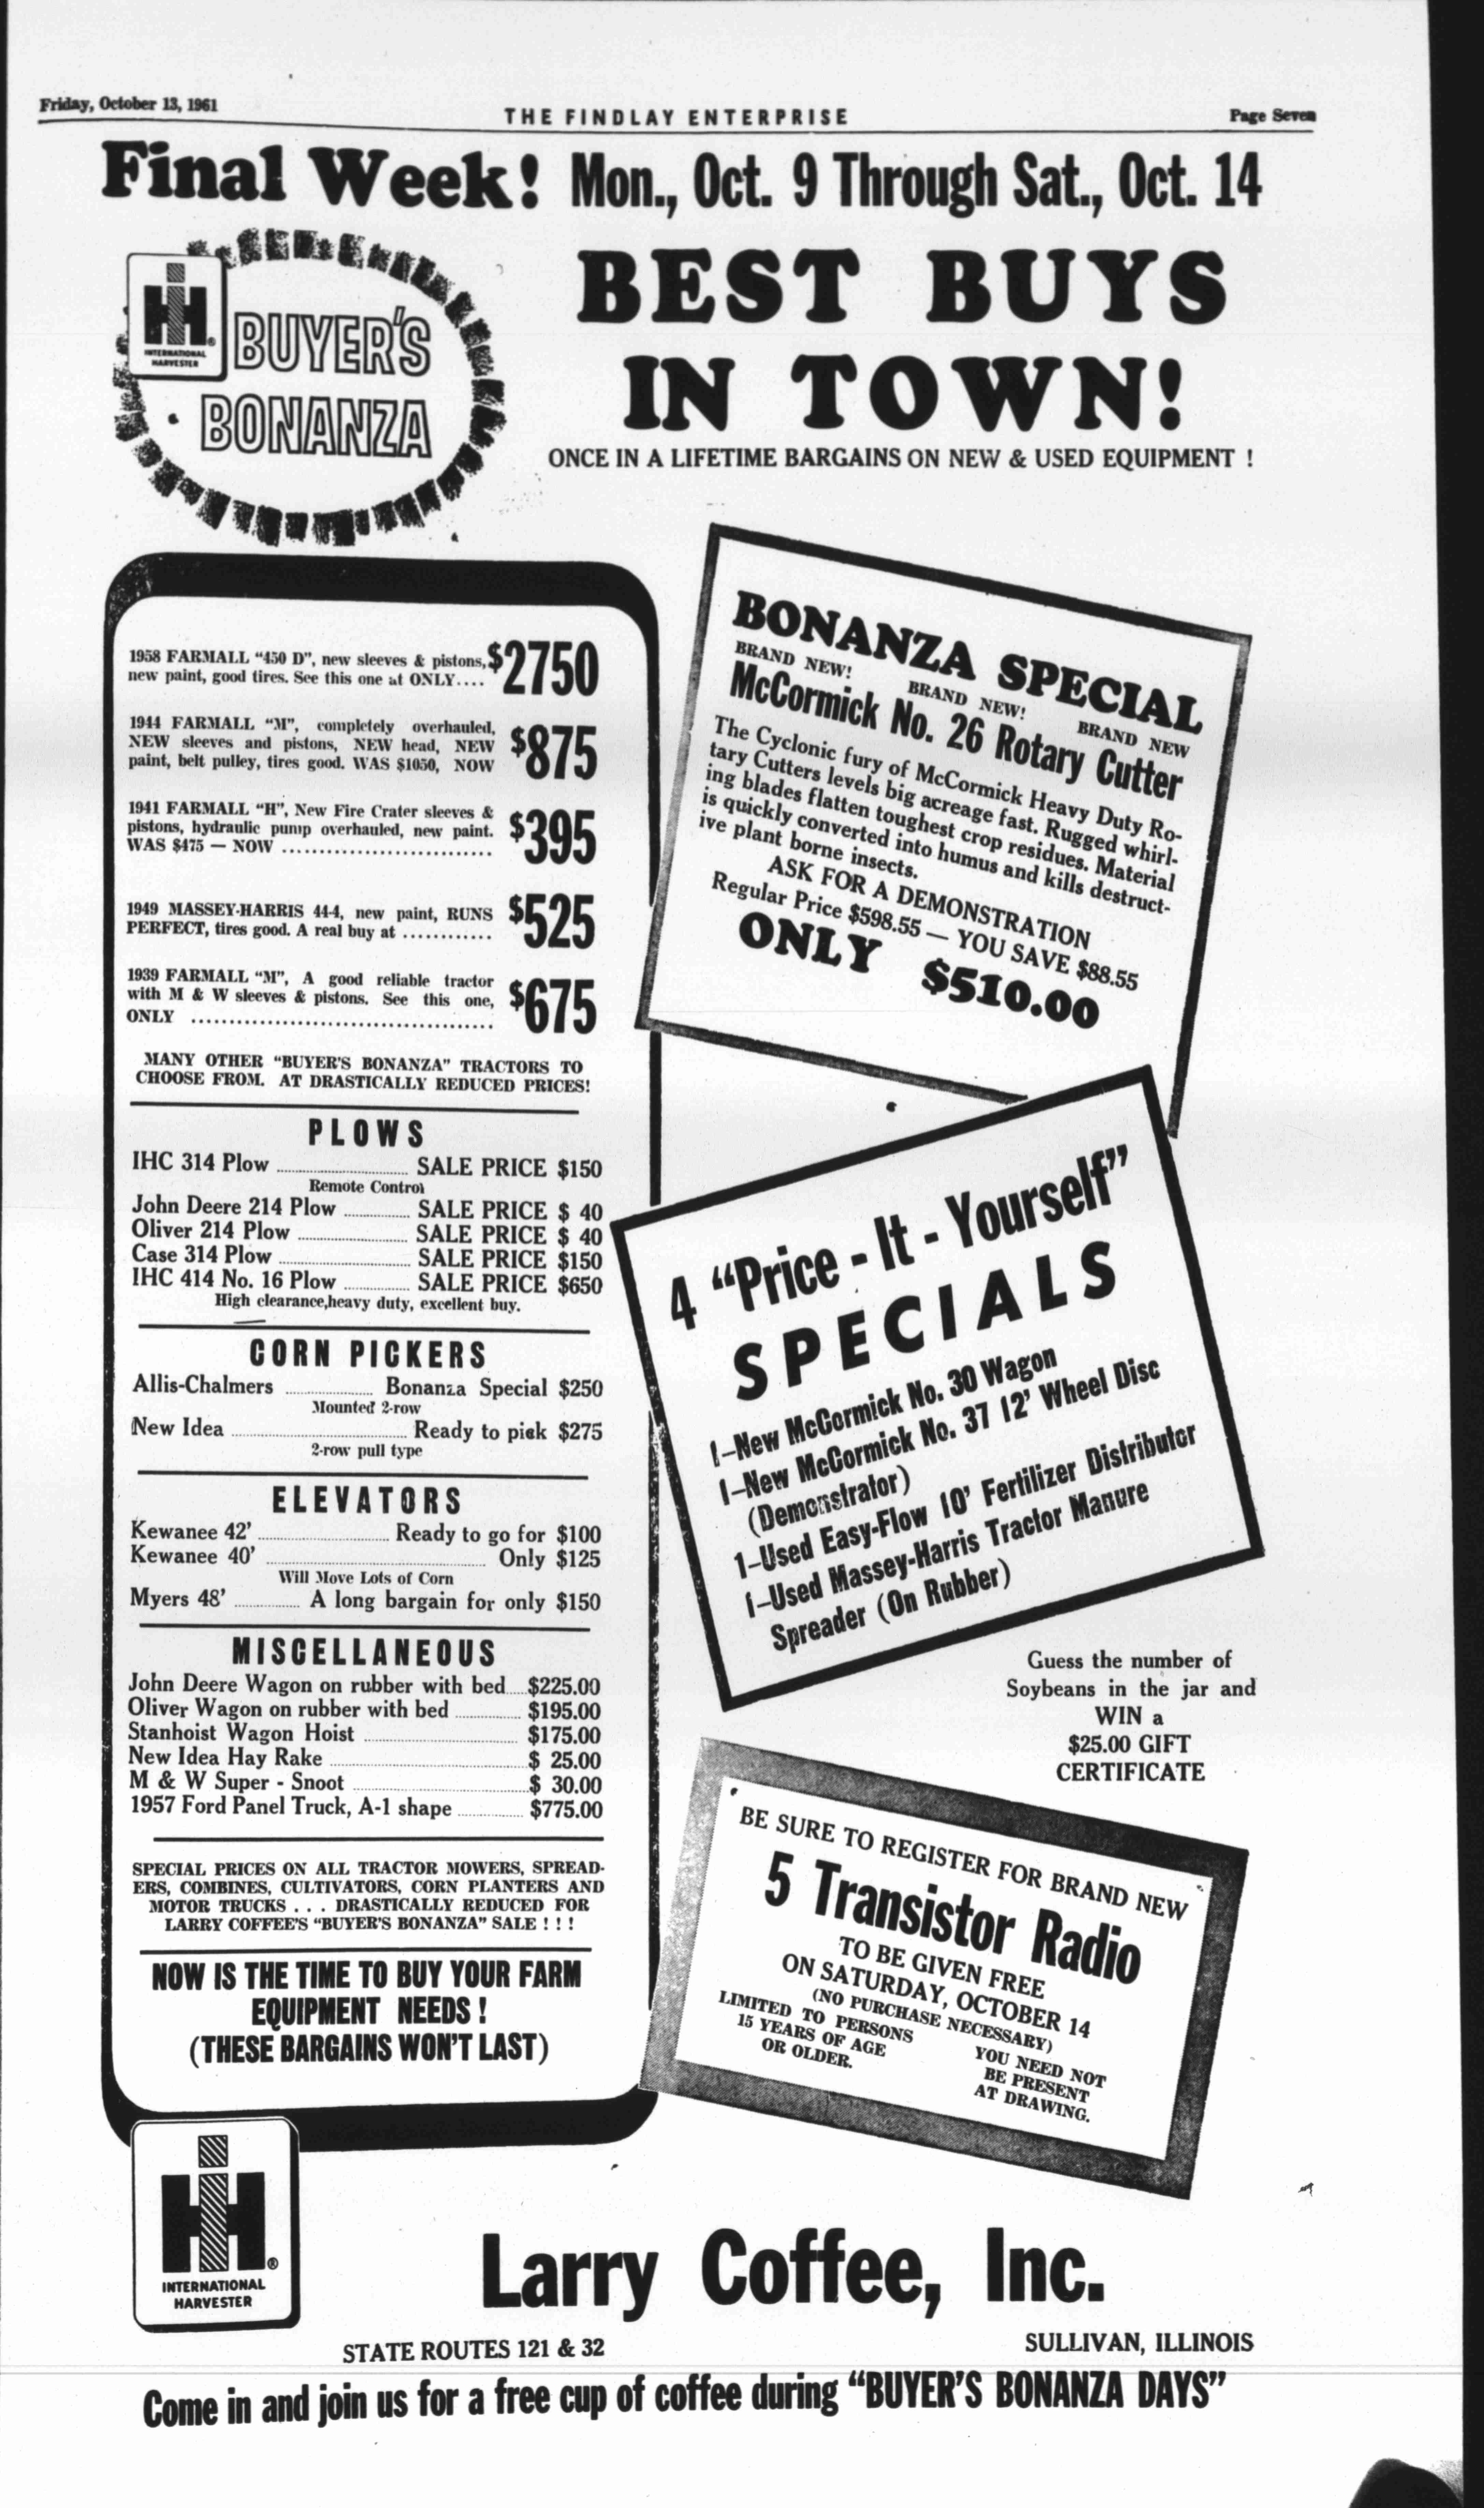 Friday, October 13, 1961
THE FINDLAY ENTERPRISE
Page Seven
Final Week! Mon., Oct. 9 Through Sat., Oct. 14
IH
®
INTERNATIONAL
HARVESTER
BUYER'S
BONANZA
BEST BUYS
IN TOWN!
ONCE IN A LIFETIME BARGAINS ON NEW & USED EQUIPMENT !
1958 FARMALL "450 D", new sleeves & pistons, $2750
new paint, good tires. See this one at ONLY....
1944 FARMALL "M", completely overhauled,
NEW sleeves and pistons, NEW head, NEW $875
paint, belt pulley, tires good. WAS $1050, NOW
1941 FARMALL "H", New Fire Crater sleeves &
pistons, hydraulic pump overhauled, new paint. $395
WAS $475 — NOW ............................
1949 MASSEY-HARRIS 44-4, new paint, RUNS $525
PERFECT, tires good. A real buy at ............
1939 FARMALL "M", A good reliable tractor
with M & W sleeves & pistons. See this one, $675
ONLY ........................................
MANY OTHER "BUYER'S BONANZA" TRACTORS TO
CHOOSE FROM. AT DRASTICALLY REDUCED PRICES!
PLOWS
IHC 314 Plow ............ SALE PRICE $150
Remote Control
John Deere 214 Plow ............ SALE PRICE $ 40
Oliver 214 Plow ............ SALE PRICE $ 40
Case 314 Plow ............ SALE PRICE $150
IHC 414 No. 16 Plow ............ SALE PRICE $650
High clearance,heavy duty, excellent buy.
CORN PICKERS
Allis-Chalmers ............ Bonanza Special $250
Mounted 2-row
New Idea ............ Ready to pick $275
2-row pull type
ELEVATORS
Kewanee 42' ............ Ready to go for $100
Kewanee 40' ............ Only $125
Will Move Lots of Corn
Myers 48' ............ A long bargain for only $150
MISCELLANEOUS
John Deere Wagon on rubber with bed.....$225.00
Oliver Wagon on rubber with bed ............ $195.00
Stanhoist Wagon Hoist ............ $175.00
New Idea Hay Rake ............$ 25.00
M & W Super - Snoot ............$ 30.00
1957 Ford Panel Truck, A-1 shape ............ $775.00
SPECIAL PRICES ON ALL TRACTOR MOWERS, SPREAD-
ERS, COMBINES, CULTIVATORS, CORN PLANTERS AND
MOTOR TRUCKS . . . DRASTICALLY REDUCED FOR
LARRY COFFEE'S "BUYER'S BONANZA" SALE ! ! !
NOW IS THE TIME TO BUY YOUR FARM
EQUIPMENT NEEDS !
(THESE BARGAINS WON'T LAST)
BONANZA SPECIAL
BRAND NEW! BRAND NEW! BRAND NEW
McCormick No. 26 Rotary Cutter
The Cyclonic fury of McCormick Heavy Duty Ro-
tary Cutters levels big acreage fast. Rugged whirl-
ing blades flatten toughest crop residues. Material
is quickly converted into humus and kills destruct-
ive plant borne insects.
ASK FOR A DEMONSTRATION
Regular Price $598.55 — YOU SAVE $88.55
ONLY $510.00
4 "Price - It - Yourself"
SPECIALS
1–New McCormick No. 30 Wagon
1–New McCormick No. 37 12' Wheel Disc
(Demonstrator)
1–Used Easy-Flow 10' Fertilizer Distributor
1–Used Massey-Harris Tractor Manure
Spreader (On Rubber)
Guess the number of
Soybeans in the jar and
WIN a
$25.00 GIFT
CERTIFICATE
BE SURE TO REGISTER FOR BRAND NEW
5 Transistor Radio
TO BE GIVEN FREE
ON SATURDAY, OCTOBER 14
(NO PURCHASE NECESSARY)
LIMITED TO PERSONS
15 YEARS OF AGE
OR OLDER.
YOU NEED NOT
BE PRESENT
AT DRAWING.
IH
®
INTERNATIONAL
HARVESTER
Larry Coffee, Inc.
STATE ROUTES 121 & 32
SULLIVAN, ILLINOIS
Come in and join us for a free cup of coffee during "BUYER'S BONANZA DAYS"